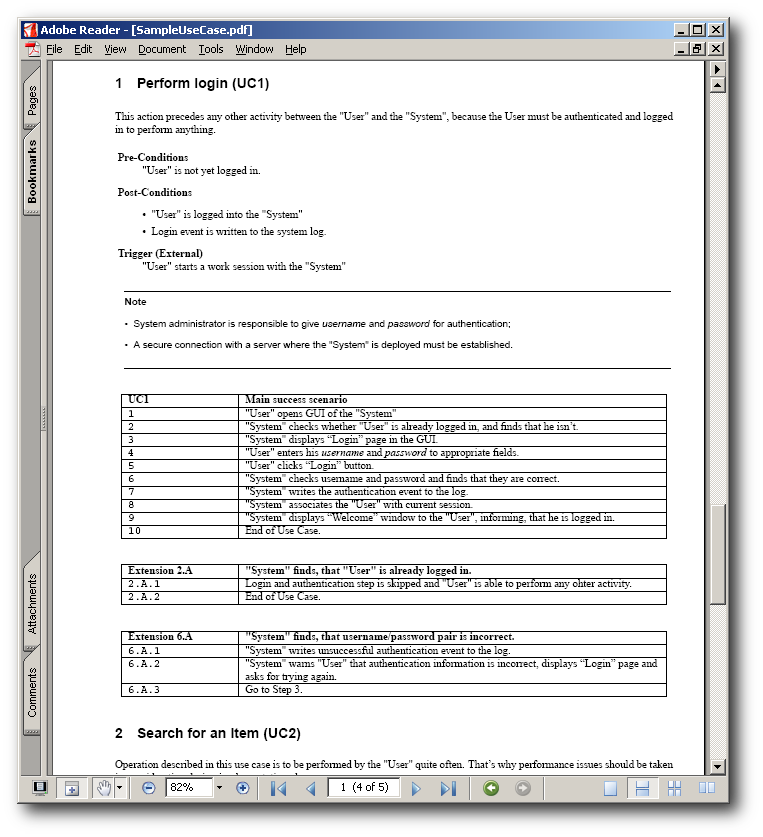 Adobe Reader - [SampleUseCase.pdf]
File Edit View Document Tools Window Help
Pages
Bookmarks
Attachments
Comments
1 Perform login (UC1)
This action precedes any other activity between the "User" and the "System", because the User must be authenticated and logged
in to perform anything.
Pre-Conditions
"User" is not yet logged in.
Post-Conditions
• "User" is logged into the "System"
• Login event is written to the system log.
Trigger (External)
"User" starts a work session with the "System"
Note
• System administrator is responsible to give username and password for authentication;
• A secure connection with a server where the "System" is deployed must be established.
UC1 Main success scenario
1 "User" opens GUI of the "System"
2 "System" checks whether "User" is already logged in, and finds that he isn’t.
3 "System" displays “Login” page in the GUI.
4 "User" enters his username and password to appropriate fields.
5 "User" clicks “Login” button.
6 "System" checks username and password and finds that they are correct.
7 "System" writes the authentication event to the log.
8 "System" associates the "User" with current session.
9 "System" displays “Welcome” window to the "User", informing, that he is logged in.
10 End of Use Case.
Extension 2.A "System" finds, that "User" is already logged in.
2.A.1 Login and authentication step is skipped and "User" is able to perform any ohter activity.
2.A.2 End of Use Case.
Extension 6.A "System" finds, that username/password pair is incorrect.
6.A.1 "System" writes unsuccessful authentication event to the log.
6.A.2 "System" warns "User" that authentication information is incorrect, displays “Login” page and
asks for trying again.
6.A.3 Go to Step 3.
2 Search for an Item (UC2)
Operation described in this use case is to be performed by the "User" quite often. That’s why performance issues should be taken
82%
1 (4 of 5)